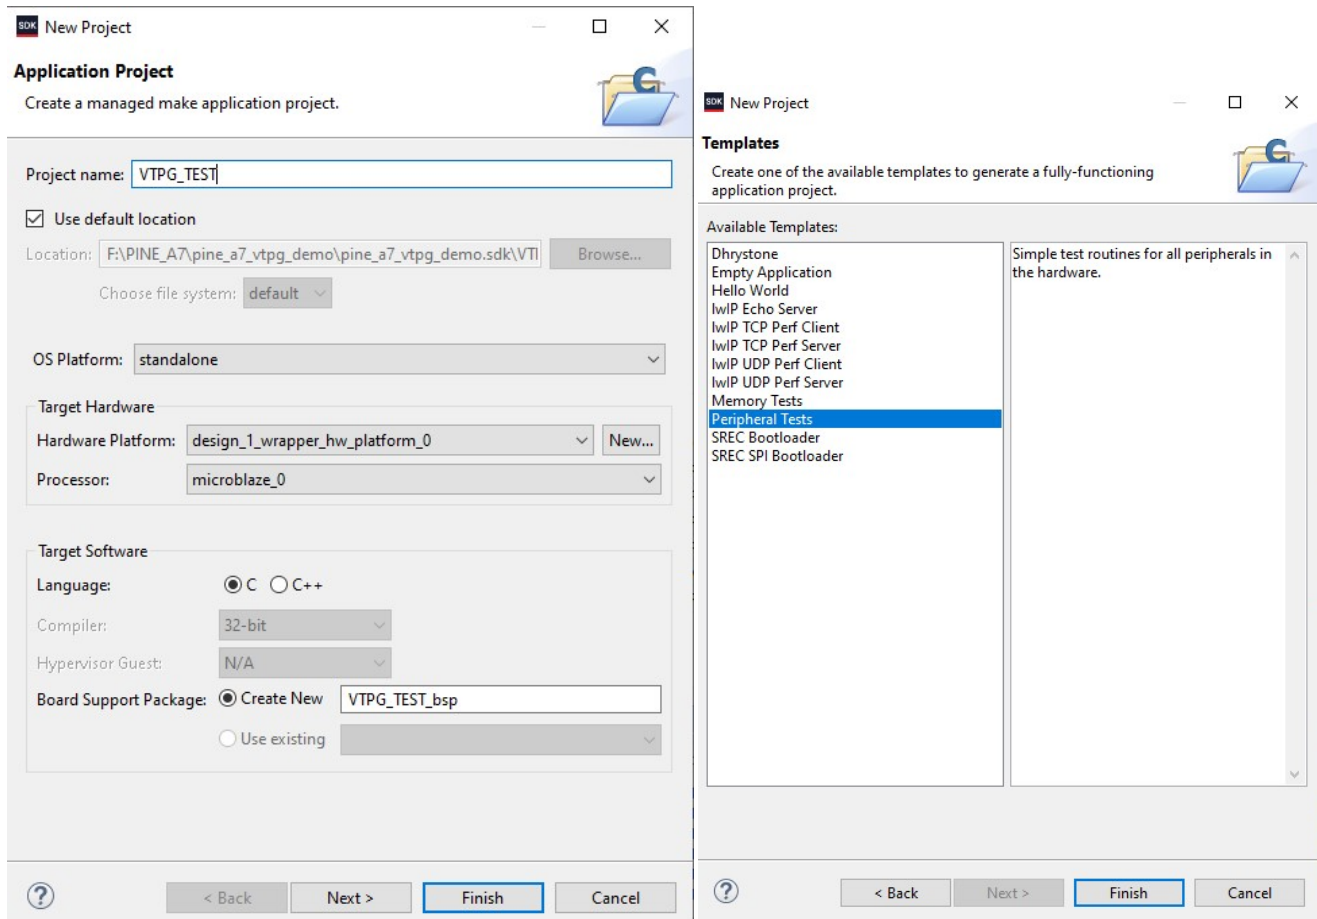 SDK New Project
Application Project
Create a managed make application project.
C
Project name: VTPG_TEST
Use default location
Location: F:\PINE_A7\pine_a7_vtpg_demo\pine_a7_vtpg_demo.sdk\VTI Browse...
Choose file system: default
OS Platform: standalone
Target Hardware
Hardware Platform: design_1_wrapper_hw_platform_0 New...
Processor: microblaze_0
Target Software
Language: C C++
Compiler: 32-bit
Hypervisor Guest: N/A
Board Support Package: Create New VTPG_TEST_bsp
Use existing
? < Back Next > Finish Cancel
SDK New Project
Templates
Create one of the available templates to generate a fully-functioning
application project.
C
Available Templates:
Dhrystone
Empty Application
Hello World
lwIP Echo Server
lwIP TCP Perf Client
lwIP TCP Perf Server
lwIP UDP Perf Client
lwIP UDP Perf Server
Memory Tests
Peripheral Tests
SREC Bootloader
SREC SPI Bootloader
Simple test routines for all peripherals in
the hardware.
? < Back Next > Finish Cancel